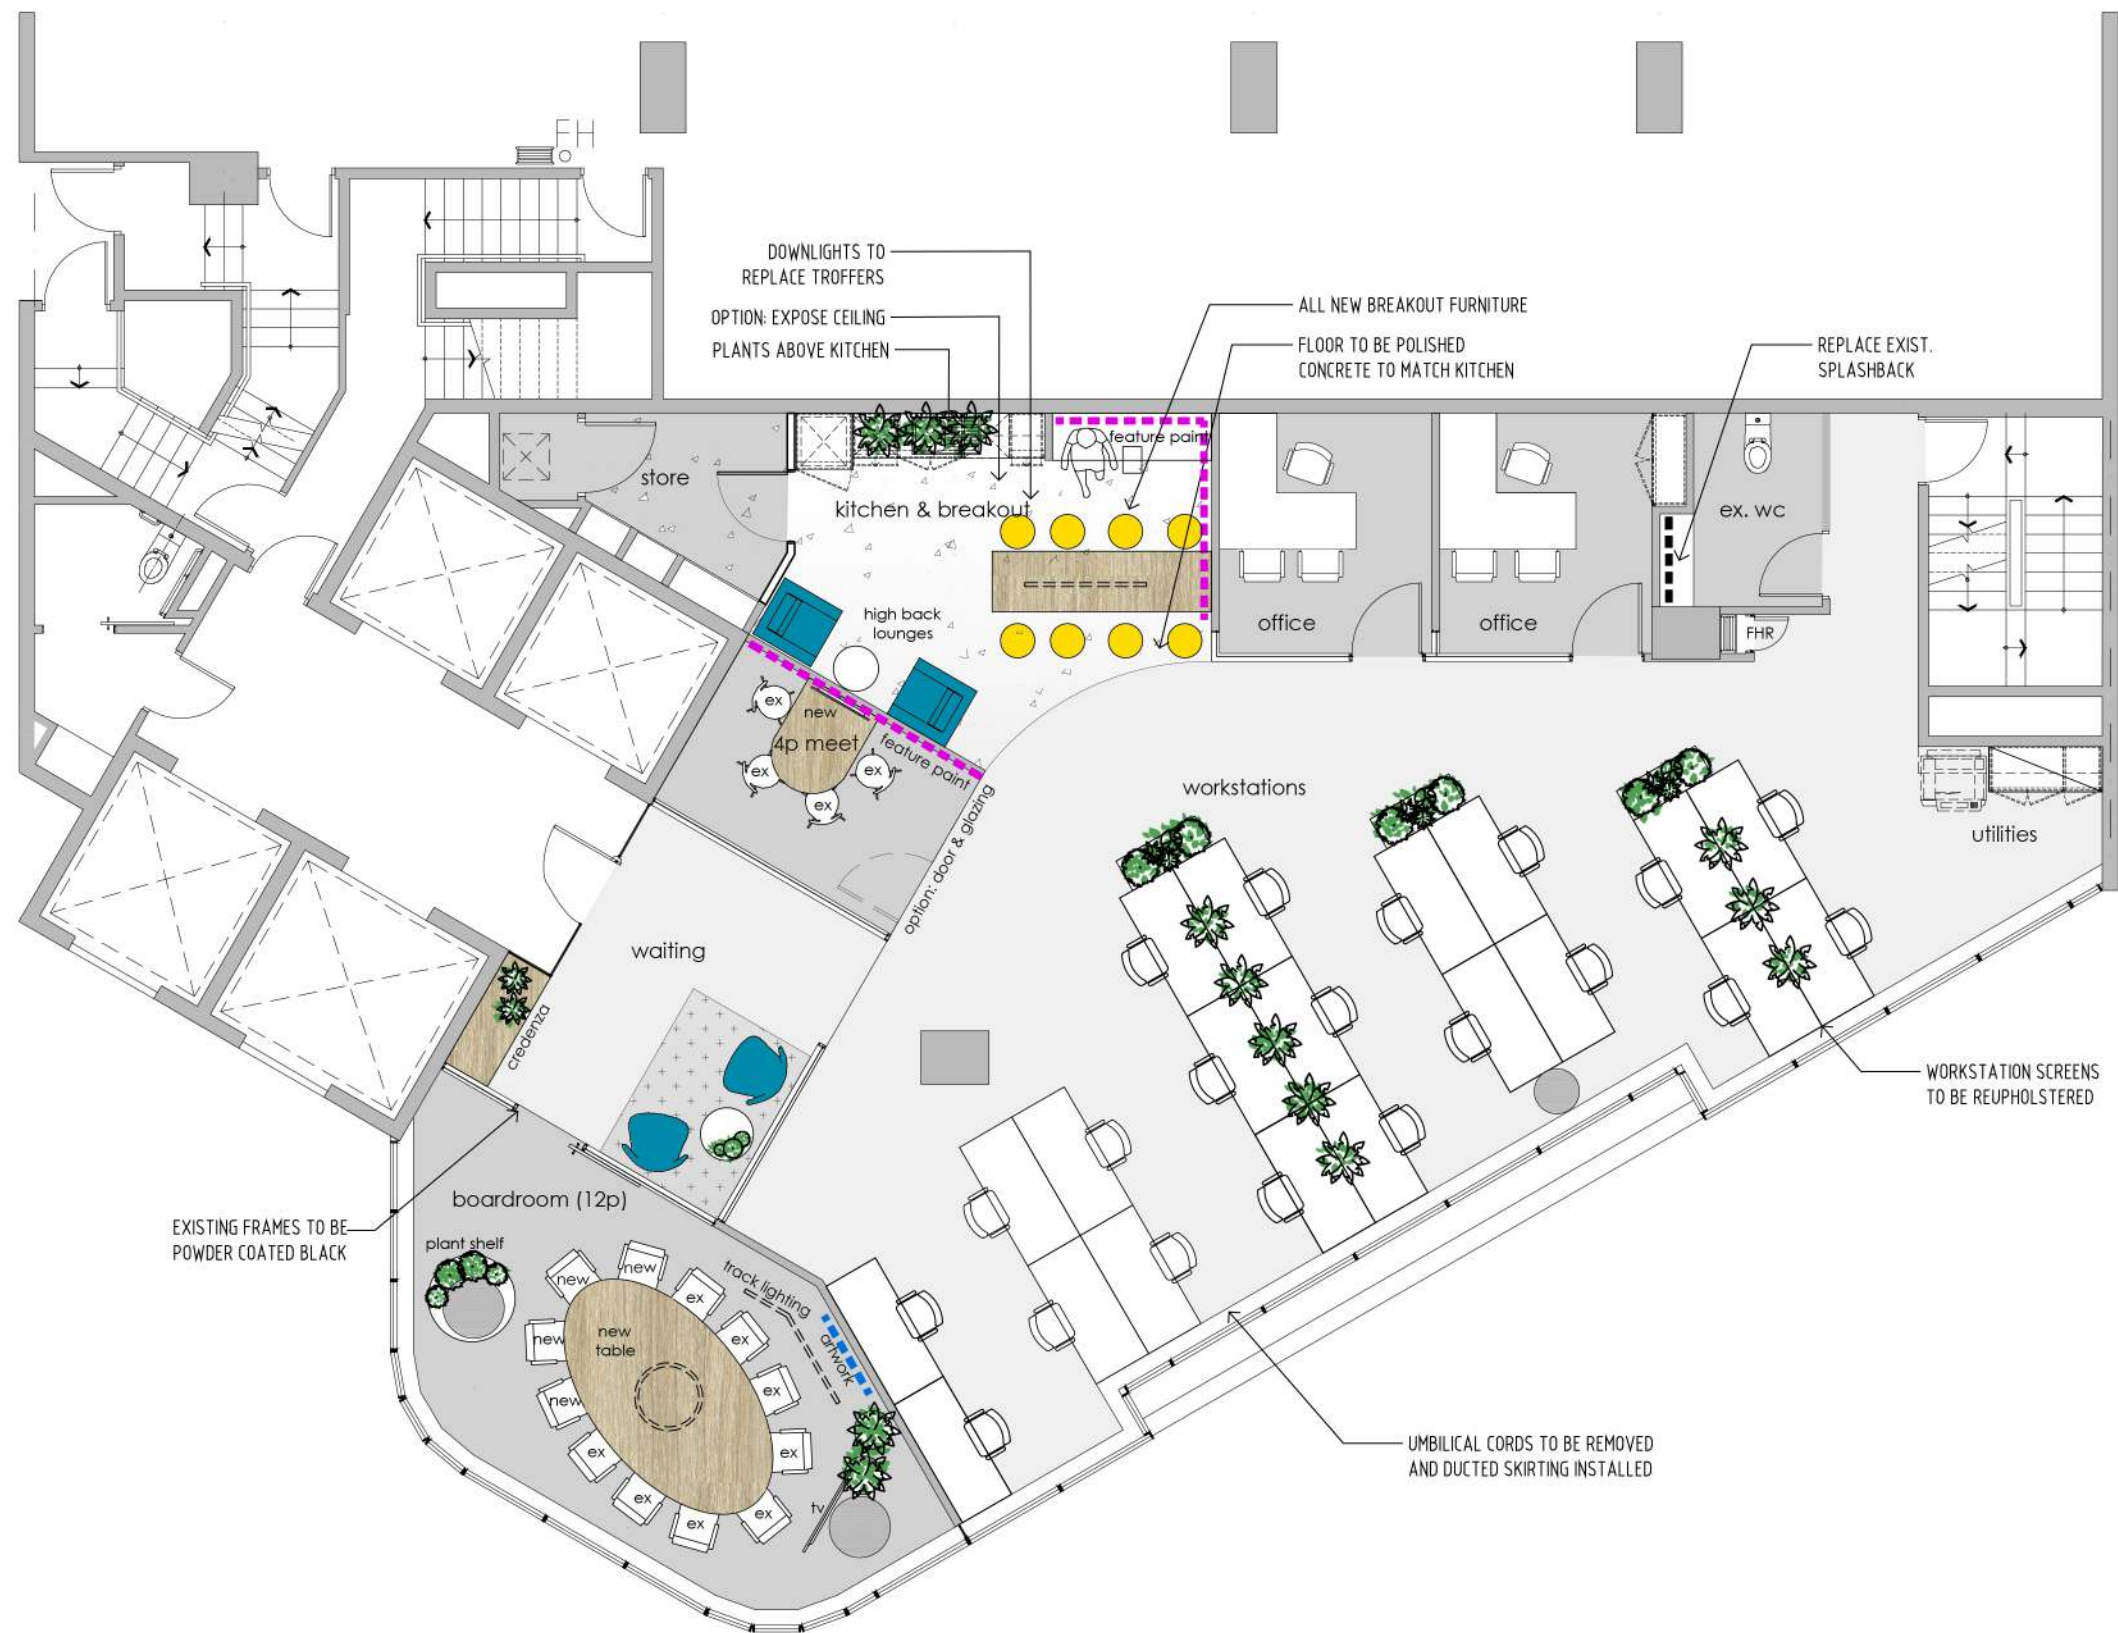 FH
DOWNLIGHTS TO
REPLACE TROFFERS
OPTION: EXPOSE CEILING
PLANTS ABOVE KITCHEN
ALL NEW BREAKOUT FURNITURE
FLOOR TO BE POLISHED
CONCRETE TO MATCH KITCHEN
REPLACE EXIST.
SPLASHBACK
feature paint
store
kitchen & breakout
ex. wc
high back
lounges
office
office
FHR
ex
new
4p meet
feature paint
ex
ex
ex
option: door & glazing
workstations
utilities
waiting
credenza
WORKSTATION SCREENS
TO BE REUPHOLSTERED
boardroom (12p)
EXISTING FRAMES TO BE
POWDER COATED BLACK
plant shelf
track lighting
artwork
new
new
ex
new
new
table
ex
new
ex
ex
ex
ex
ex
ex
tv
UMBILICAL CORDS TO BE REMOVED
AND DUCTED SKIRTING INSTALLED